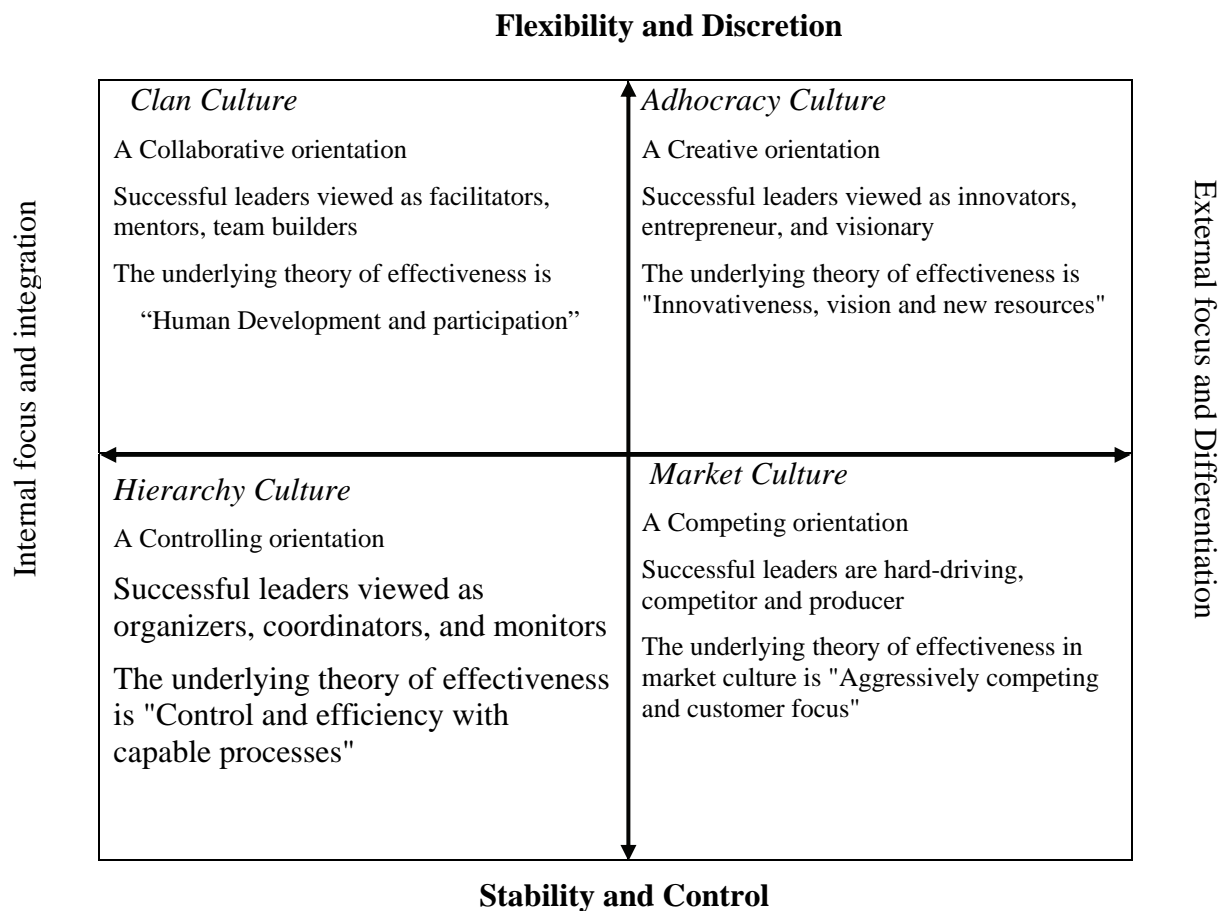 Flexibility and Discretion
Internal focus and integration
Clan Culture
A Collaborative orientation
Successful leaders viewed as facilitators,
mentors, team builders
The underlying theory of effectiveness is
“Human Development and participation”
Adhocracy Culture
A Creative orientation
Successful leaders viewed as innovators,
entrepreneur, and visionary
The underlying theory of effectiveness is
"Innovativeness, vision and new resources"
External focus and Differentiation
Hierarchy Culture
A Controlling orientation
Successful leaders viewed as
organizers, coordinators, and monitors
The underlying theory of effectiveness
is "Control and efficiency with
capable processes"
Market Culture
A Competing orientation
Successful leaders are hard-driving,
competitor and producer
The underlying theory of effectiveness in
market culture is "Aggressively competing
and customer focus"
Stability and Control